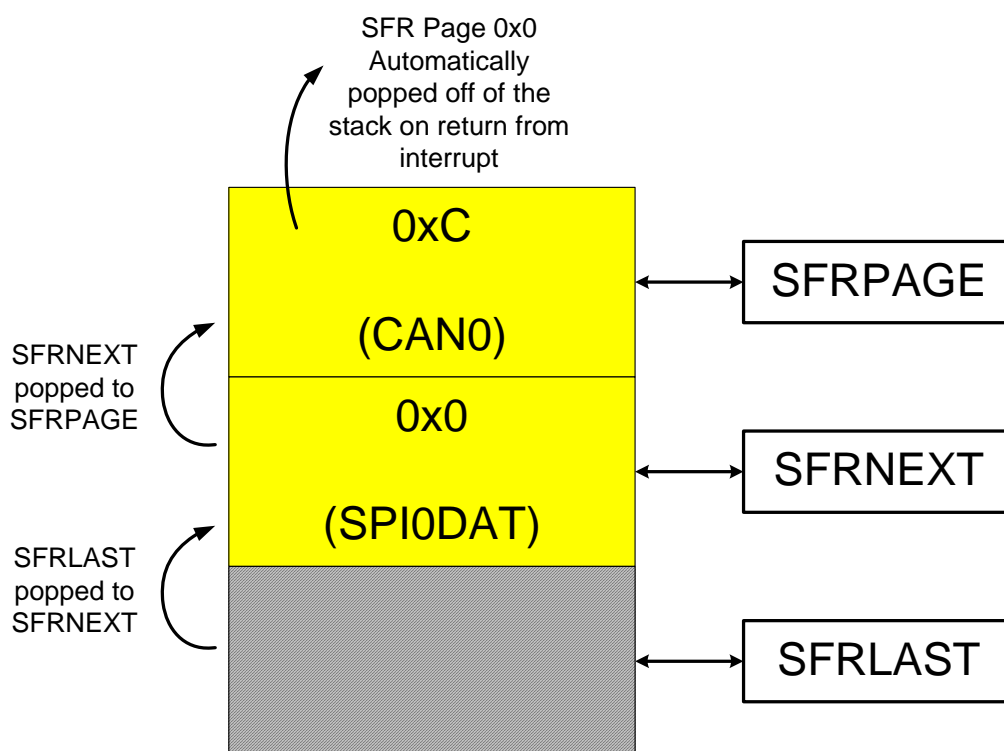 SFR Page 0x0
Automatically
popped off of the
stack on return from
interrupt
0xC
(CAN0)
SFRPAGE
SFRNEXT
popped to
SFRPAGE
0x0
(SPI0DAT)
SFRNEXT
SFRLAST
popped to
SFRNEXT
SFRLAST